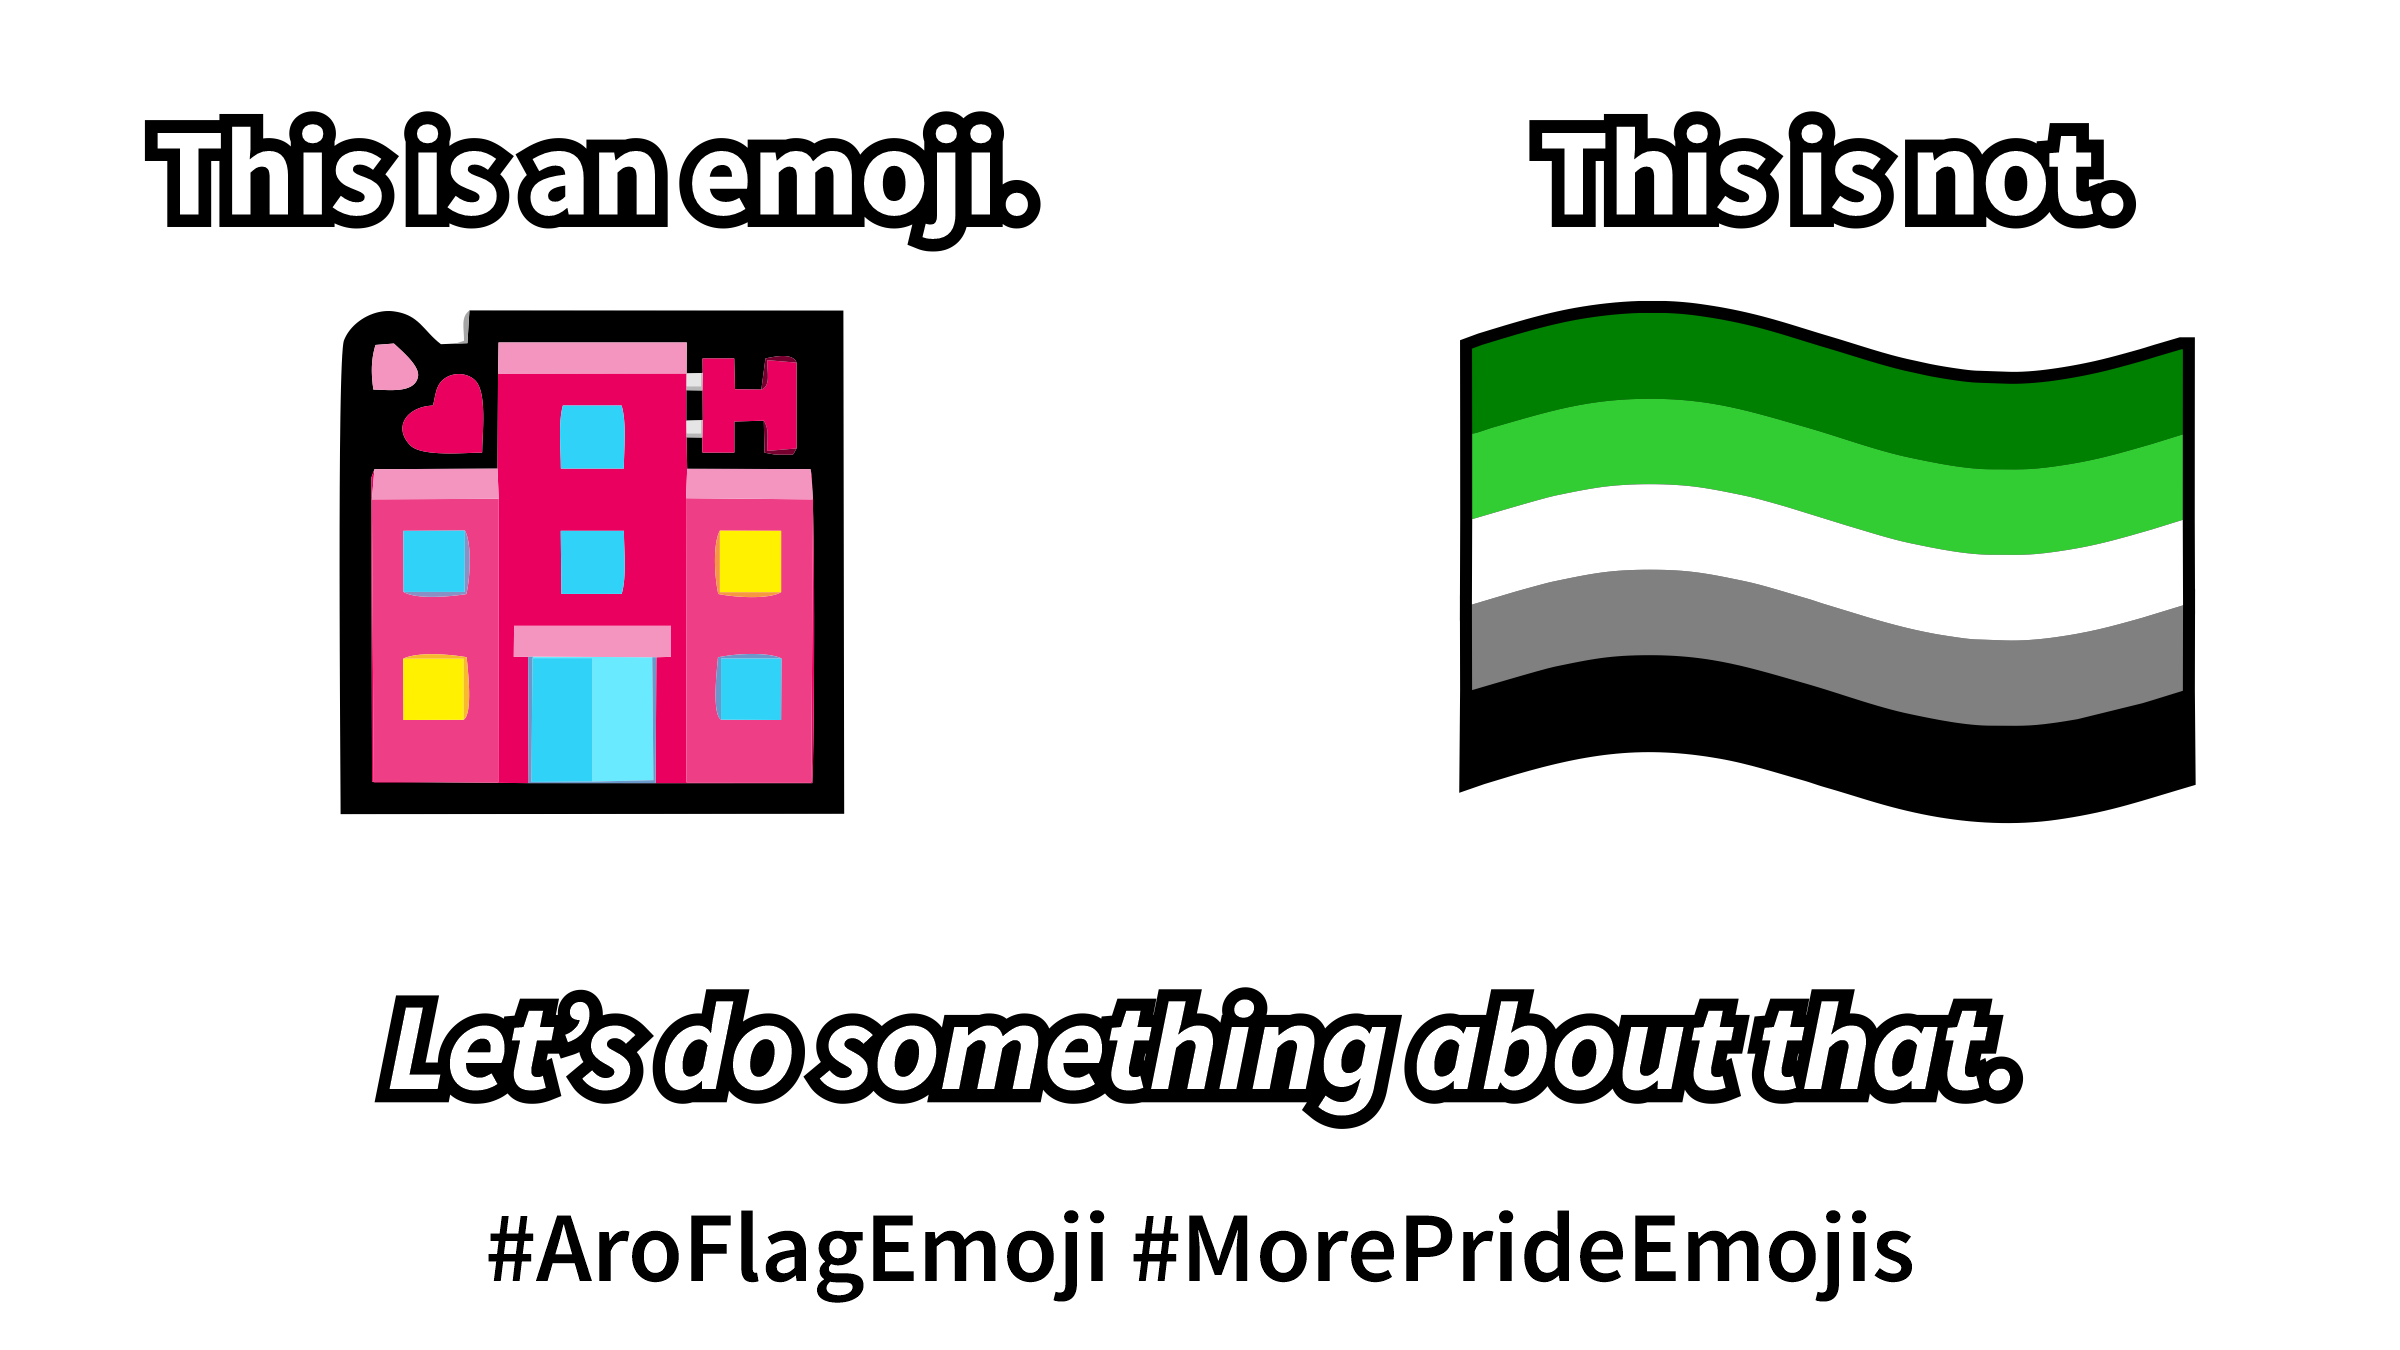 This is an emoji.
This is not.
H
Let’s do something about that.
#AroFlagEmoji #MorePrideEmojis